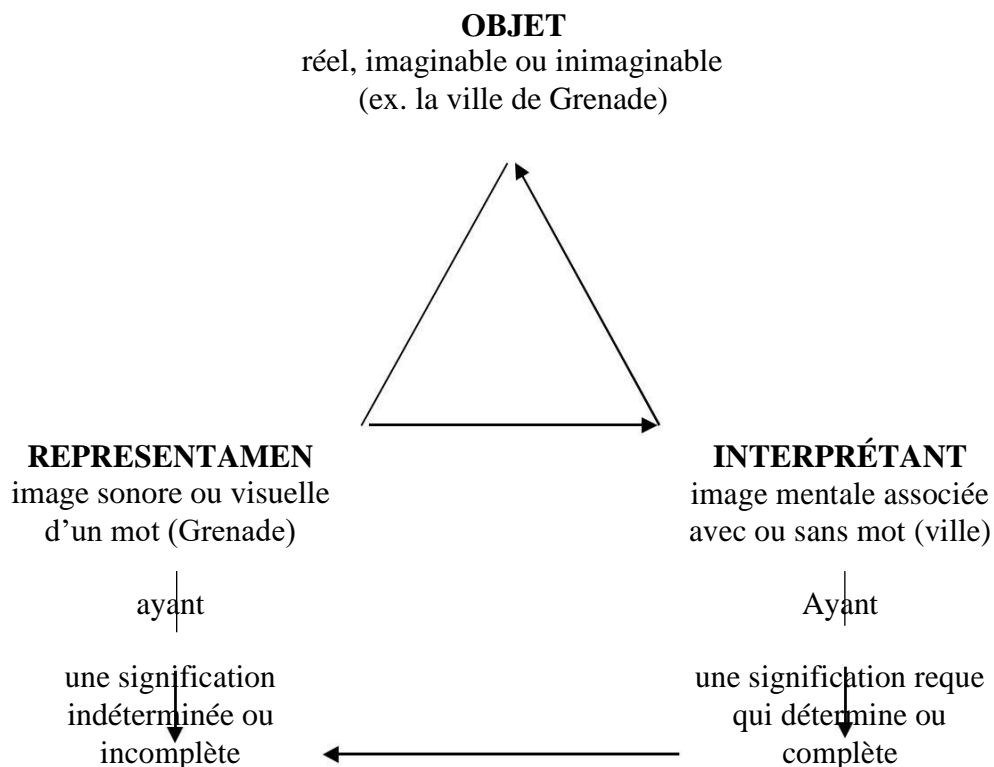 OBJET
réel, imaginable ou inimaginable
(ex. la ville de Grenade)
REPRESENTAMEN
image sonore ou visuelle
d’un mot (Grenade)
ayant
une signification
indéterminée ou
incomplète
INTERPRÉTANT
image mentale associée
avec ou sans mot (ville)
Ayant
une signification reque
qui détermine ou
complète